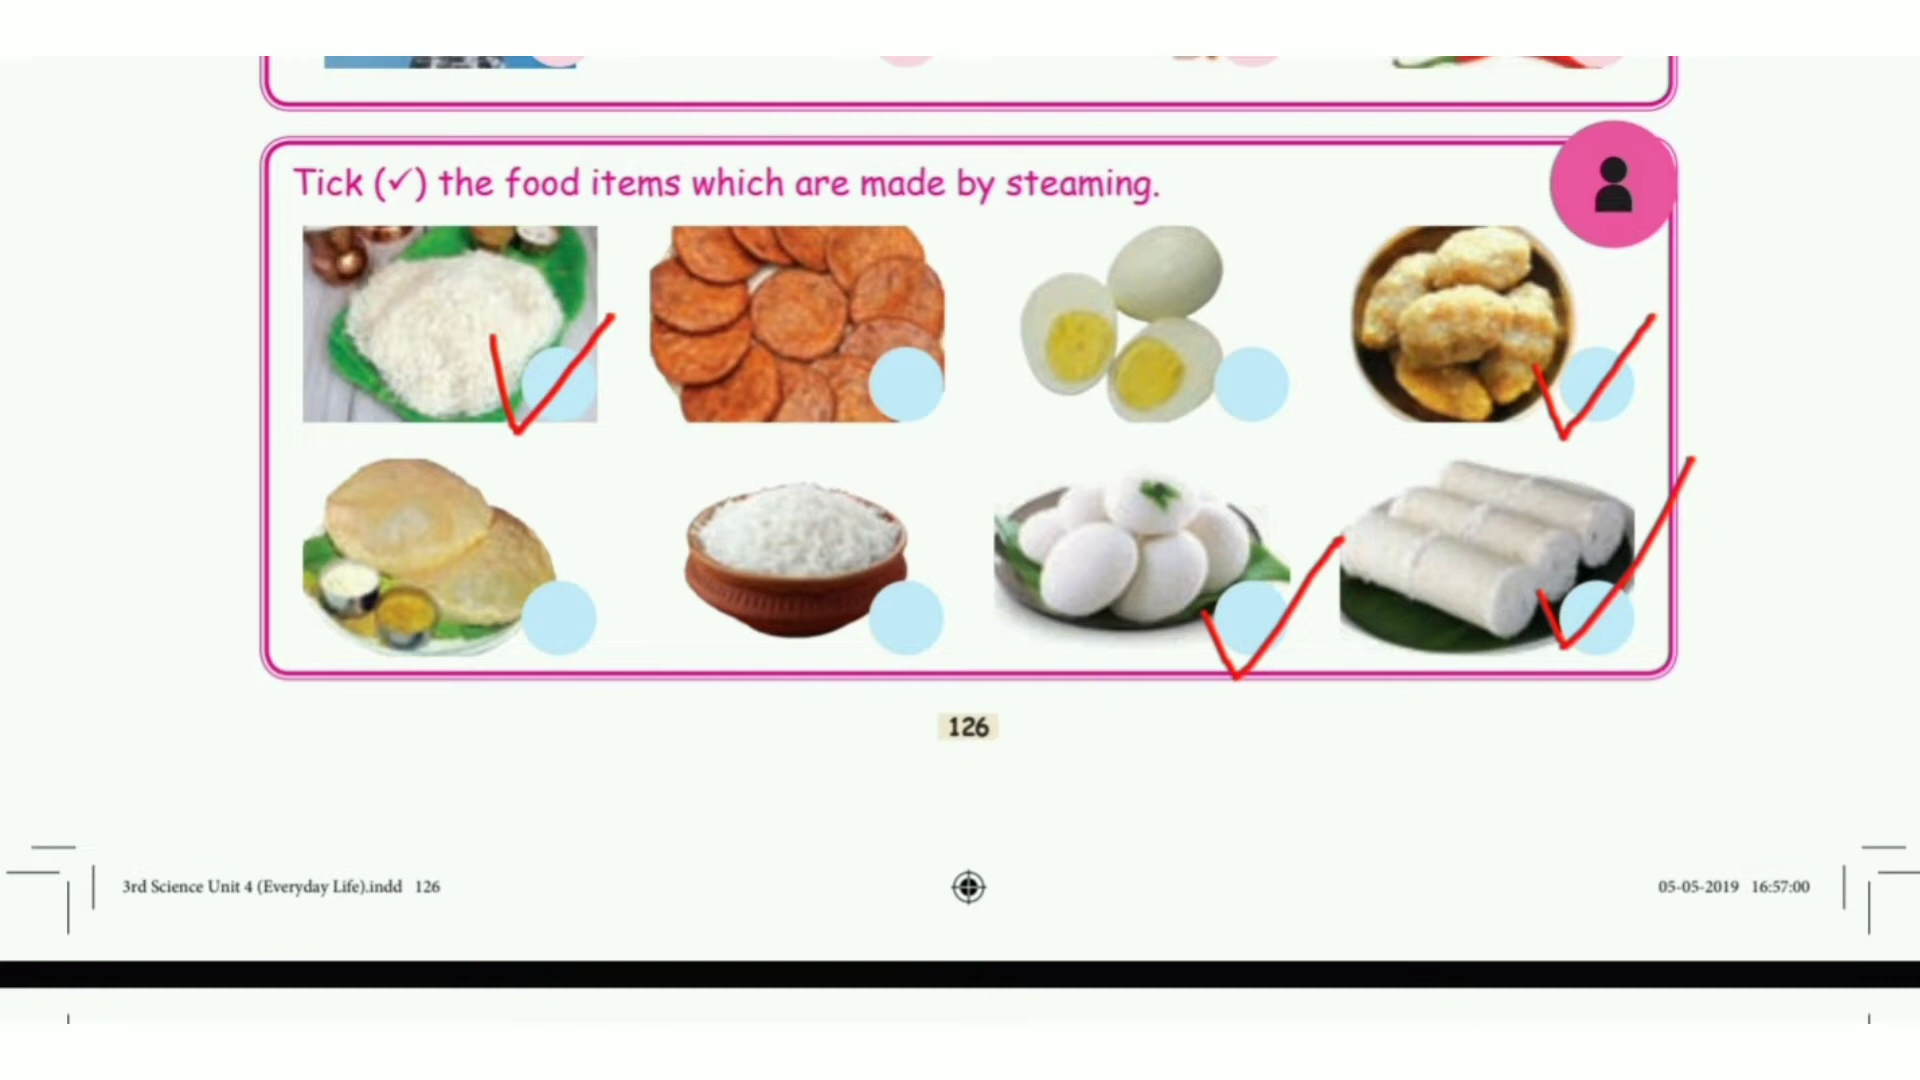 Tick (✓) the food items which are made by steaming.
126
3rd Science Unit 4 (Everyday Life).indd 126
05-05-2019 16:57:00